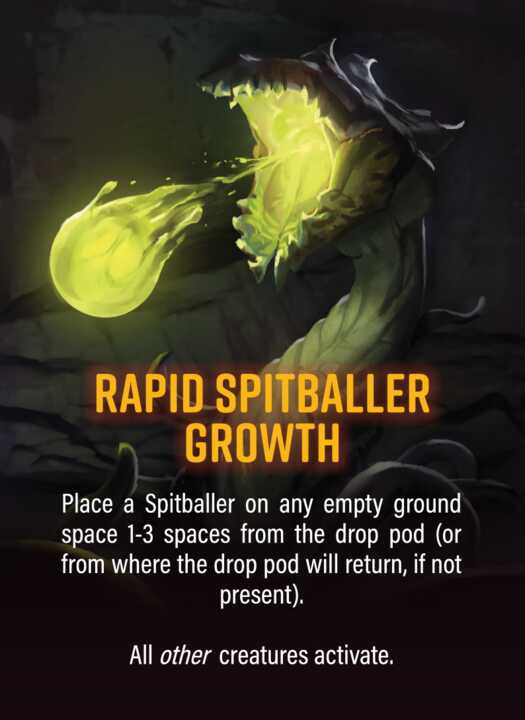 RAPID SPITBALLER
GROWTH
Place a Spitballer on any empty ground
space 1-3 spaces from the drop pod (or
from where the drop pod will return, if not
present).
All other creatures activate.